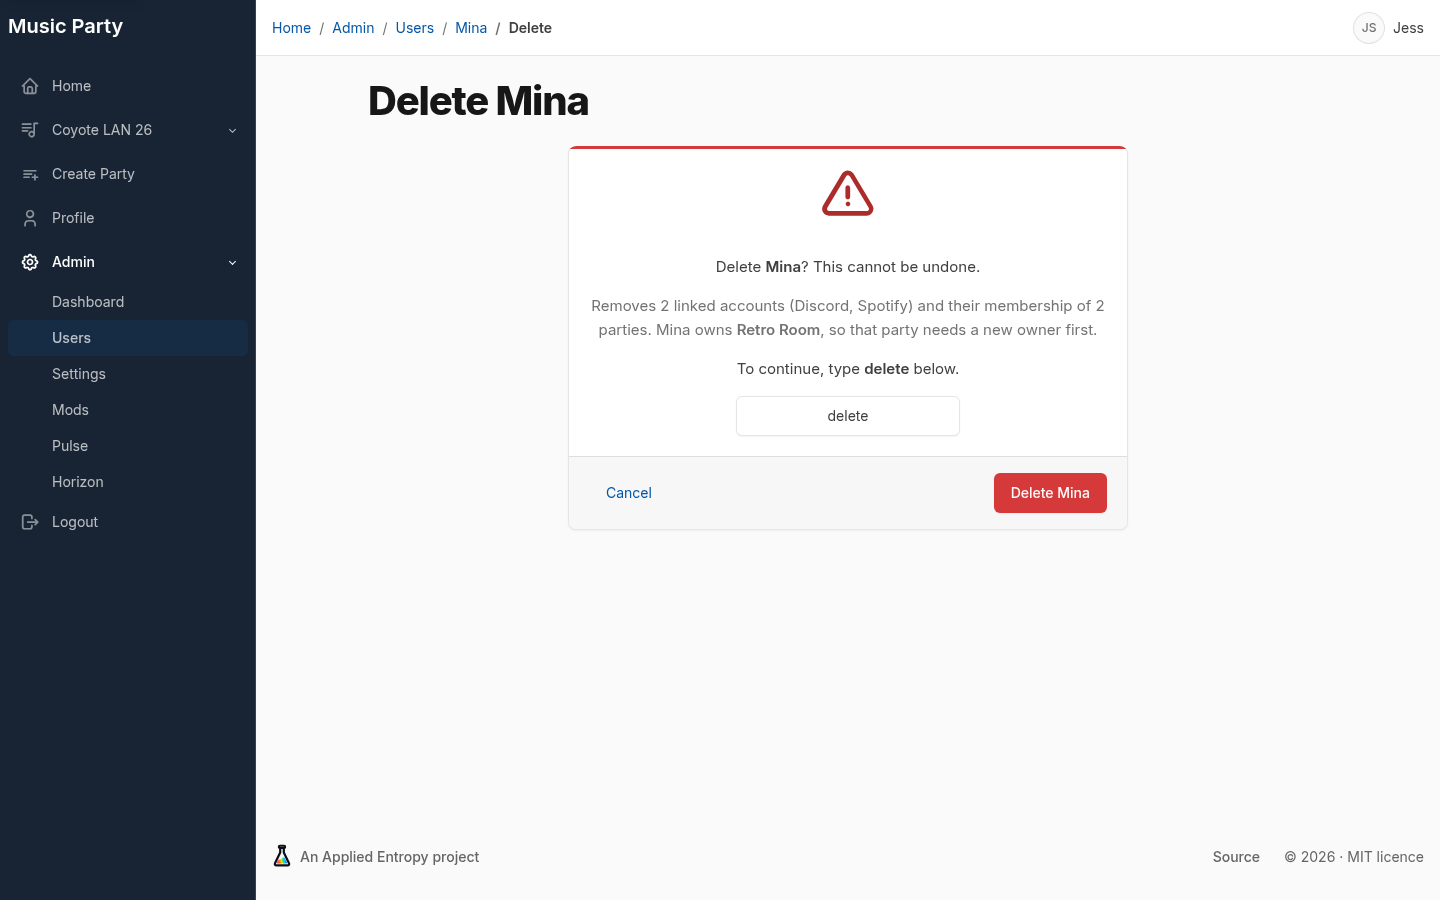 Music Party
Home
Coyote LAN 26
Create Party
Profile
Admin
Dashboard
Users
Settings
Mods
Pulse
Horizon
Logout
Home / Admin / Users / Mina / Delete
JS Jess
Delete Mina
Delete Mina? This cannot be undone.
Removes 2 linked accounts (Discord, Spotify) and their membership of 2
parties. Mina owns Retro Room, so that party needs a new owner first.
To continue, type delete below.
delete
Cancel
Delete Mina
An Applied Entropy project
Source © 2026 · MIT licence